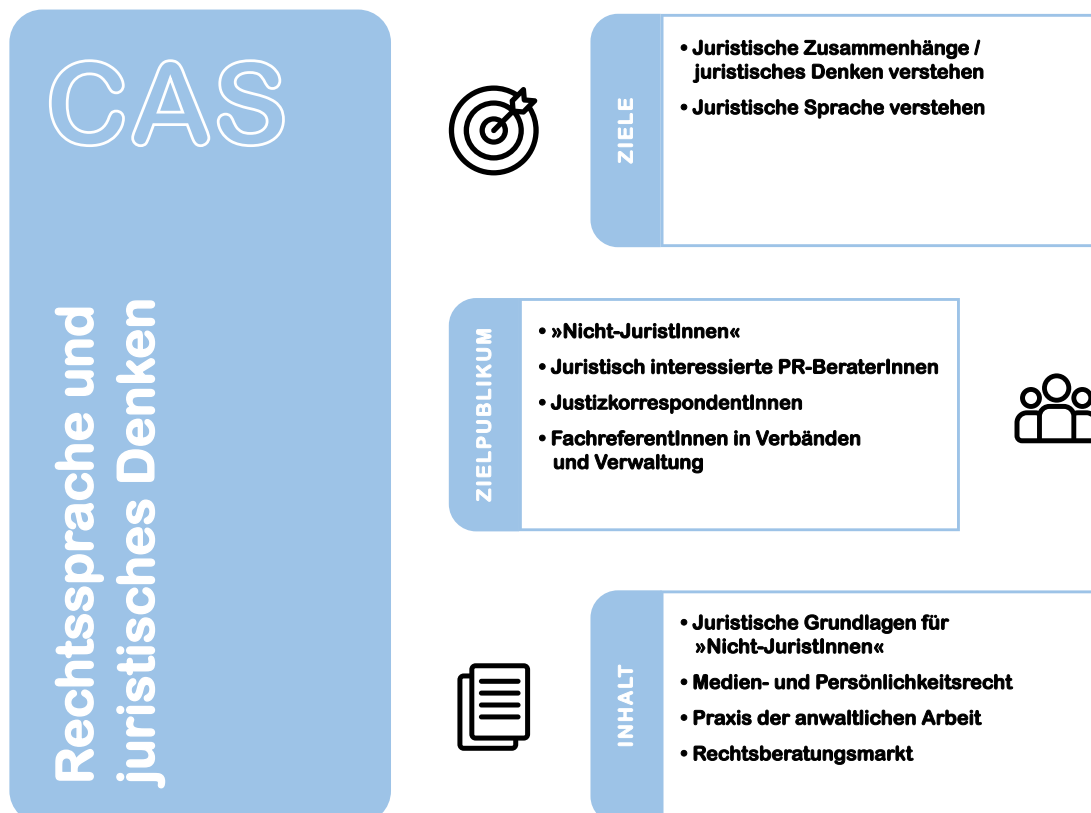 CAS
Rechtssprache und
juristisches Denken
ZIELE
• Juristische Zusammenhänge /
juristisches Denken verstehen
• Juristische Sprache verstehen
ZIELPUBLIKUM
• »Nicht-JuristInnen«
• Juristisch interessierte PR-BeraterInnen
• JustizkorrespondentInnen
• FachreferentInnen in Verbänden
und Verwaltung
INHALT
• Juristische Grundlagen für
»Nicht-JuristInnen«
• Medien- und Persönlichkeitsrecht
• Praxis der anwaltlichen Arbeit
• Rechtsberatungsmarkt